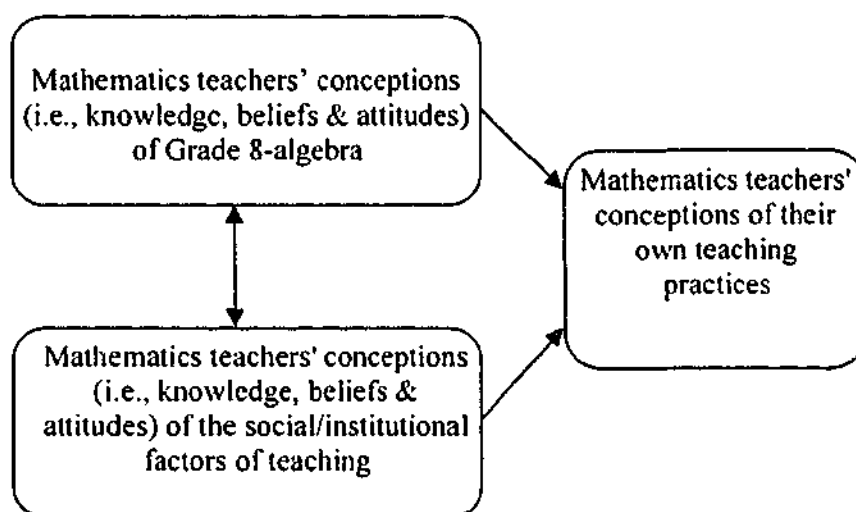 Mathematics teachers' conceptions
(i.e., knowledge, beliefs & attitudes)
of Grade 8-algebra
Mathematics teachers'
conceptions of their
own teaching
practices
Mathematics teachers' conceptions
(i.e., knowledge, beliefs &
attitudes) of the social/institutional
factors of teaching